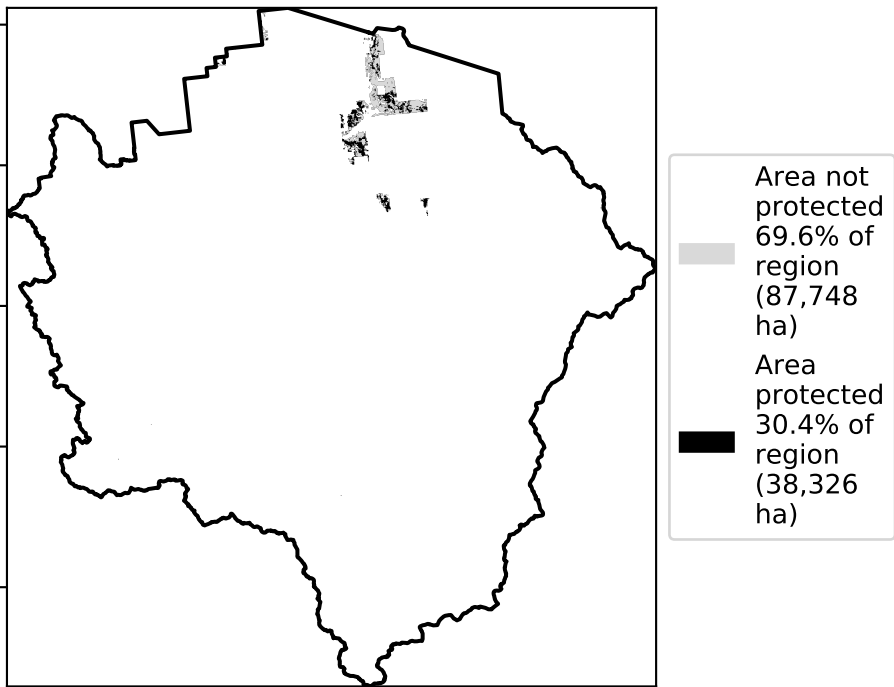 Area not
protected
69.6% of
region
(87,748
ha)
Area
protected
30.4% of
region
(38,326
ha)